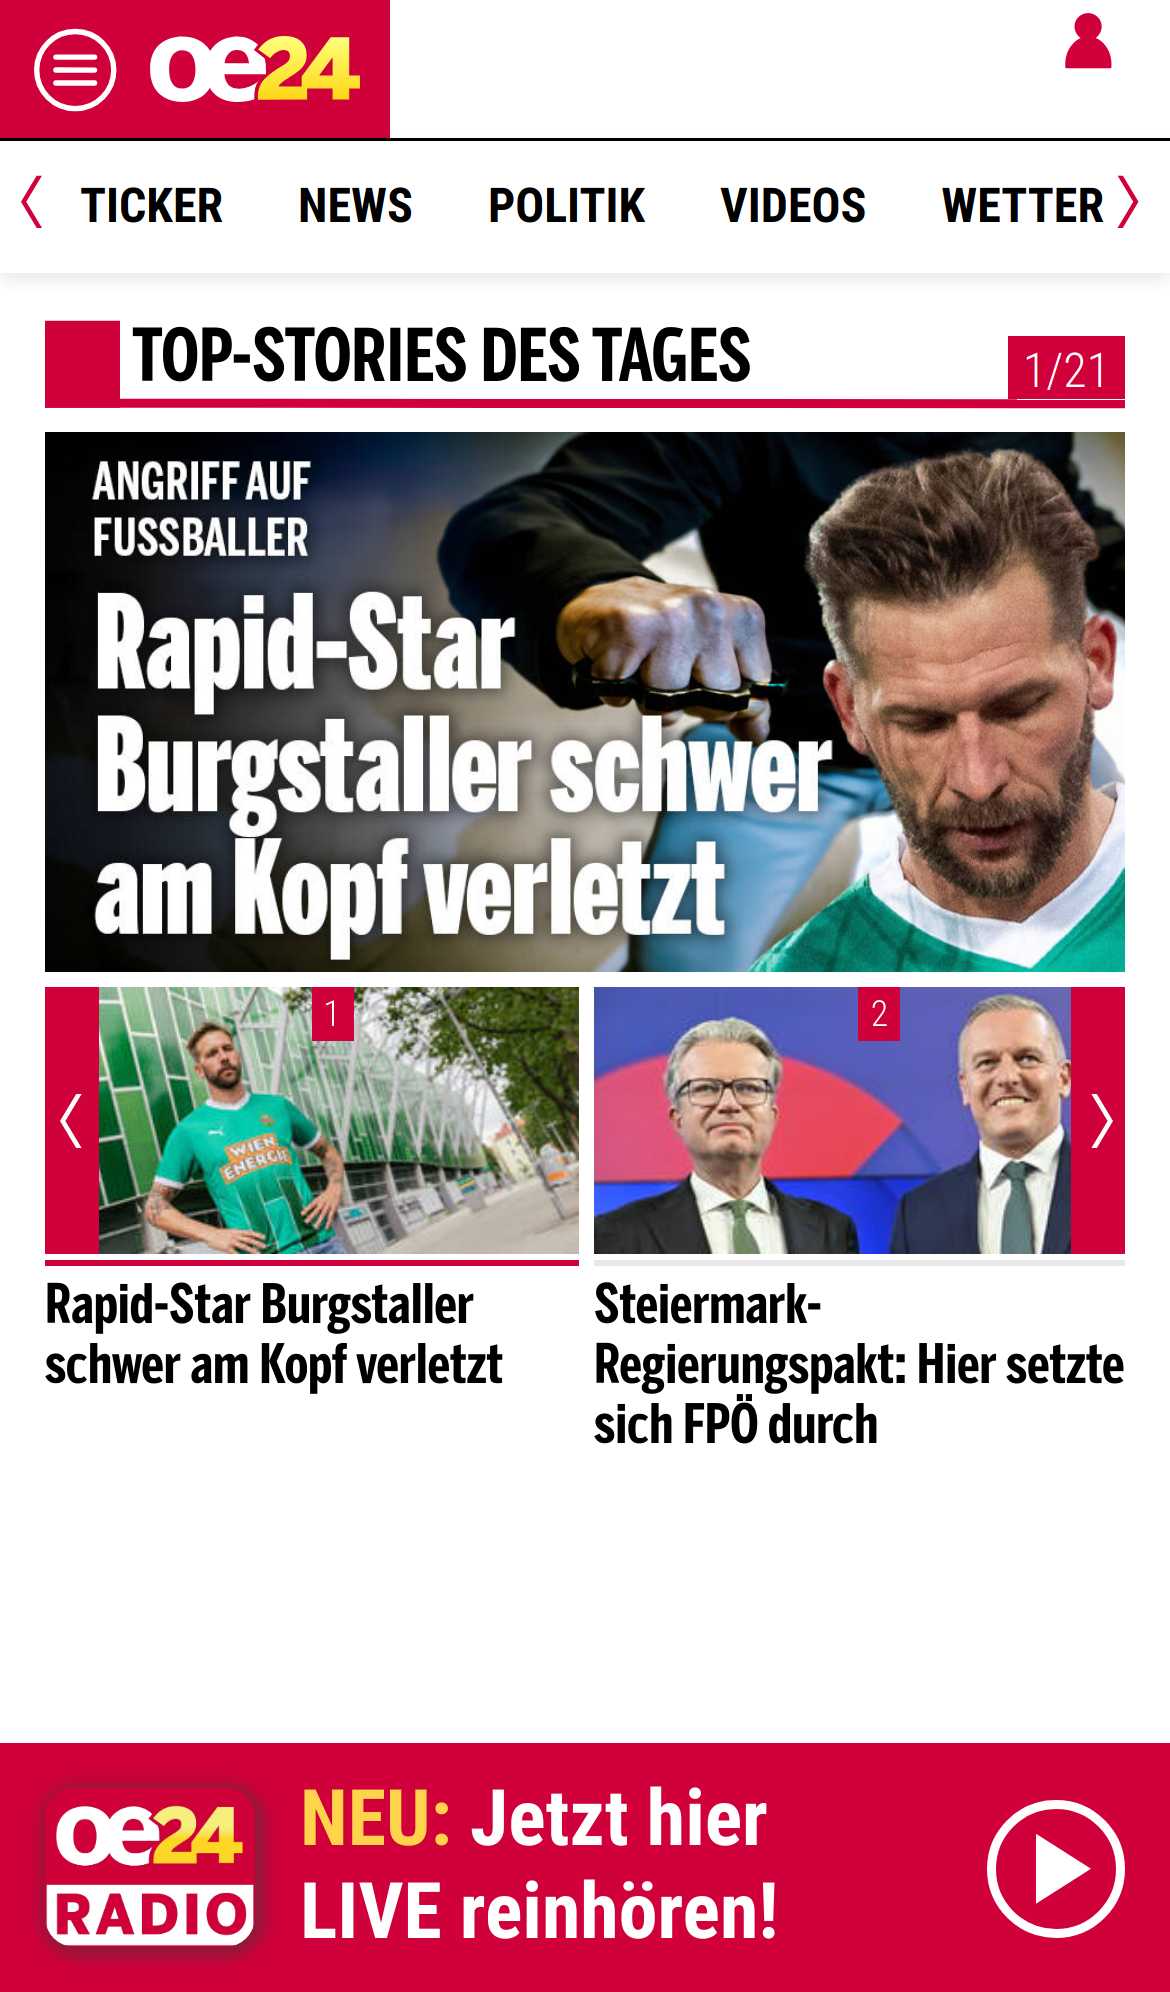 oe24
TICKER NEWS POLITIK VIDEOS WETTER
TOP-STORIES DES TAGES
1/21
ANGRIFF AUF
FUSSBALLER
Rapid-Star
Burgstaller schwer
am Kopf verletzt
1
WIEN
ENERGIE
2
Rapid-Star Burgstaller
schwer am Kopf verletzt
Steiermark-
Regierungspakt: Hier setzte
sich FPÖ durch
oe24
RADIO
NEU: Jetzt hier
LIVE reinhören!